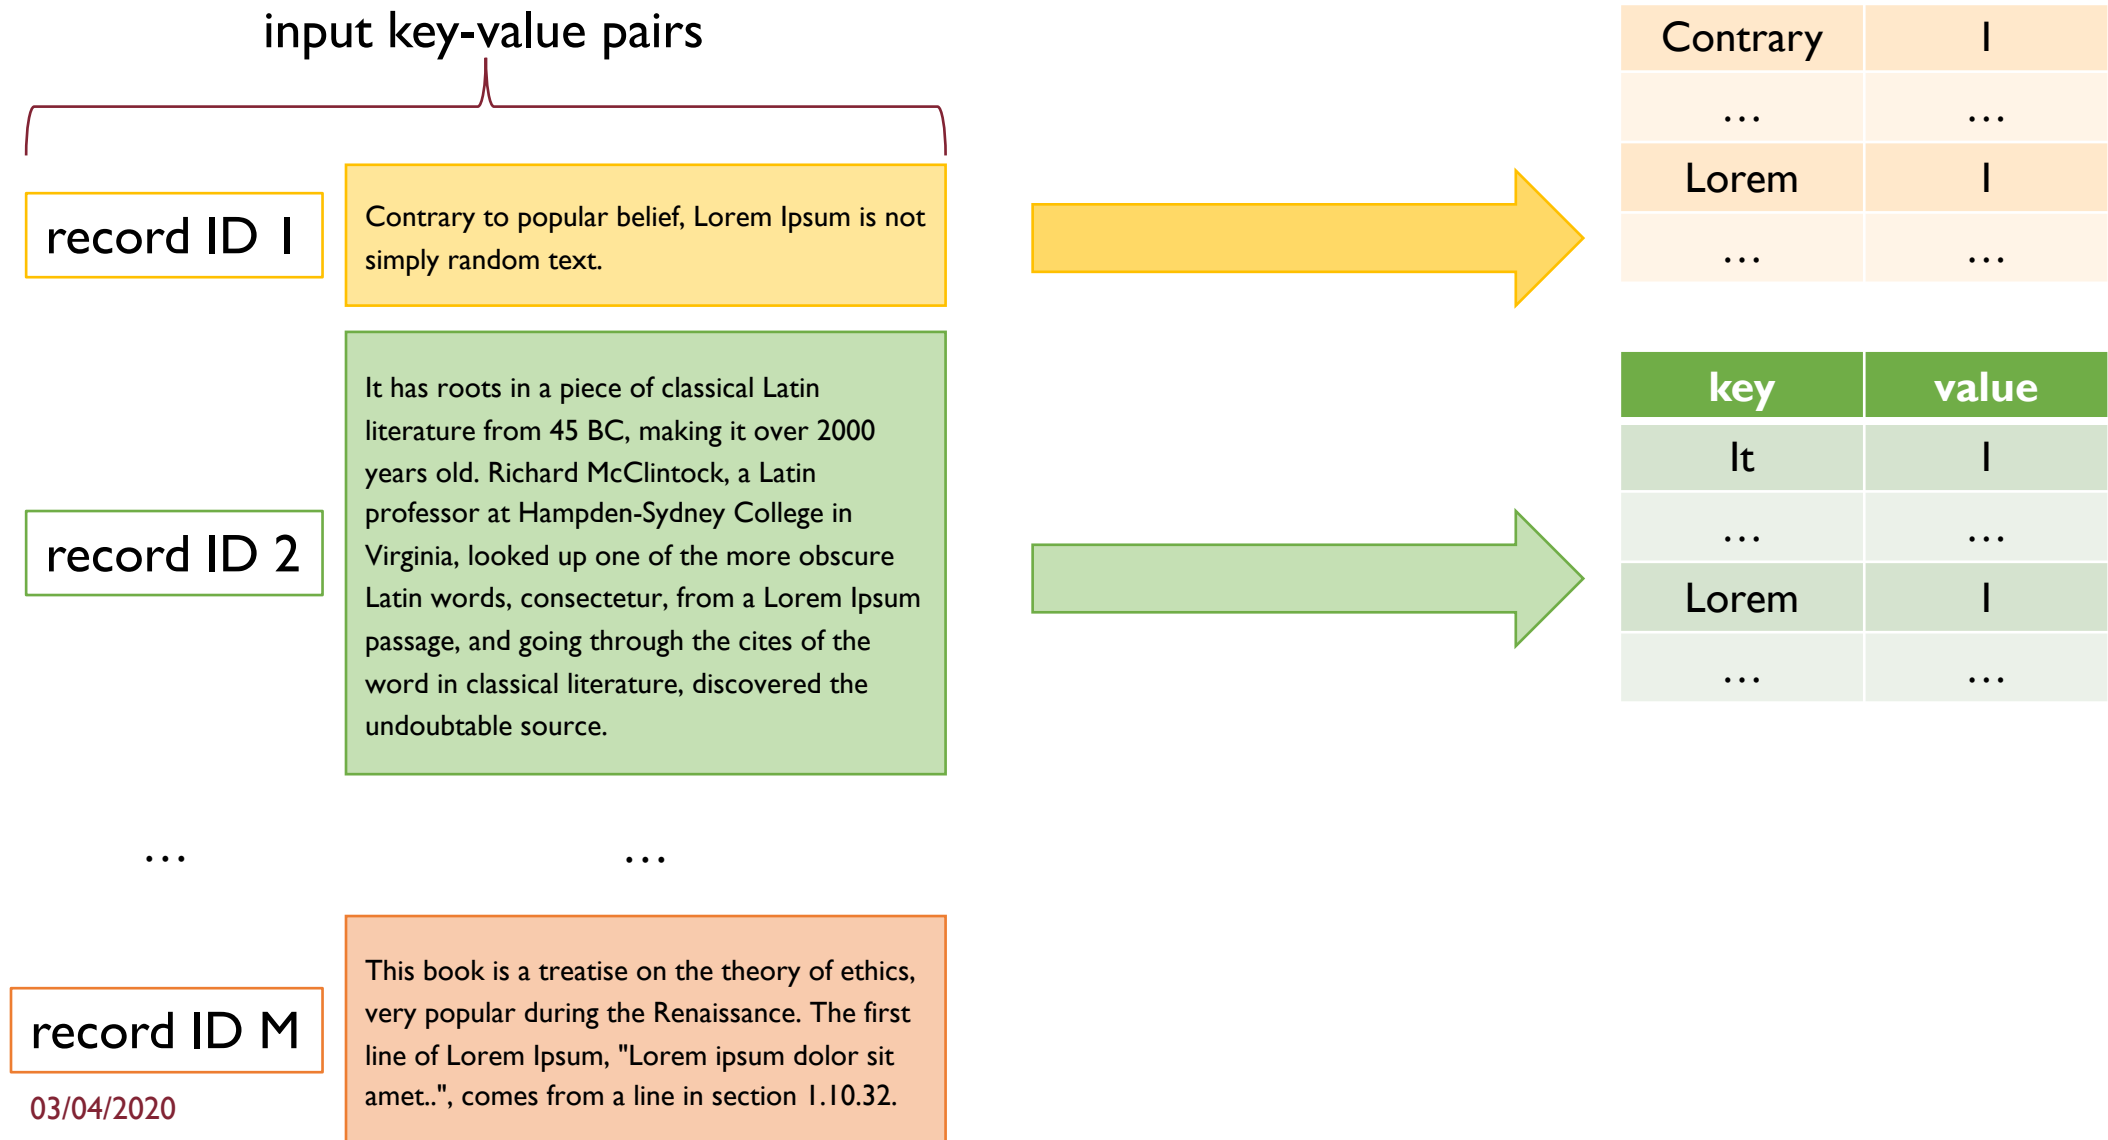 input key-value pairs
Contrary 1
… …
Lorem 1
… …
record ID 1
Contrary to popular belief, Lorem Ipsum is not
simply random text.
key value
It 1
… …
Lorem 1
… …
record ID 2
It has roots in a piece of classical Latin
literature from 45 BC, making it over 2000
years old. Richard McClintock, a Latin
professor at Hampden-Sydney College in
Virginia, looked up one of the more obscure
Latin words, consectetur, from a Lorem Ipsum
passage, and going through the cites of the
word in classical literature, discovered the
undoubtable source.
… …
record ID M
This book is a treatise on the theory of ethics,
very popular during the Renaissance. The first
line of Lorem Ipsum, "Lorem ipsum dolor sit
amet..", comes from a line in section 1.10.32.
03/04/2020